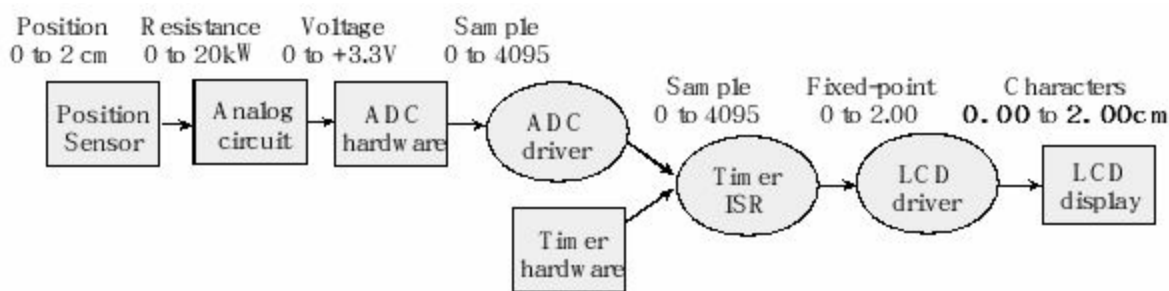 Position
0 to 2 cm
Resistance
0 to 20kW
Voltage
0 to +3.3V
Sample
0 to 4095
Position
Sensor
Analog
circuit
ADC
hardware
ADC
driver
Sample
0 to 4095
Fixed-point
0 to 2.00
Characters
0.00 to 2.00cm
Timer
hardware
Timer
ISR
LCD
driver
LCD
display